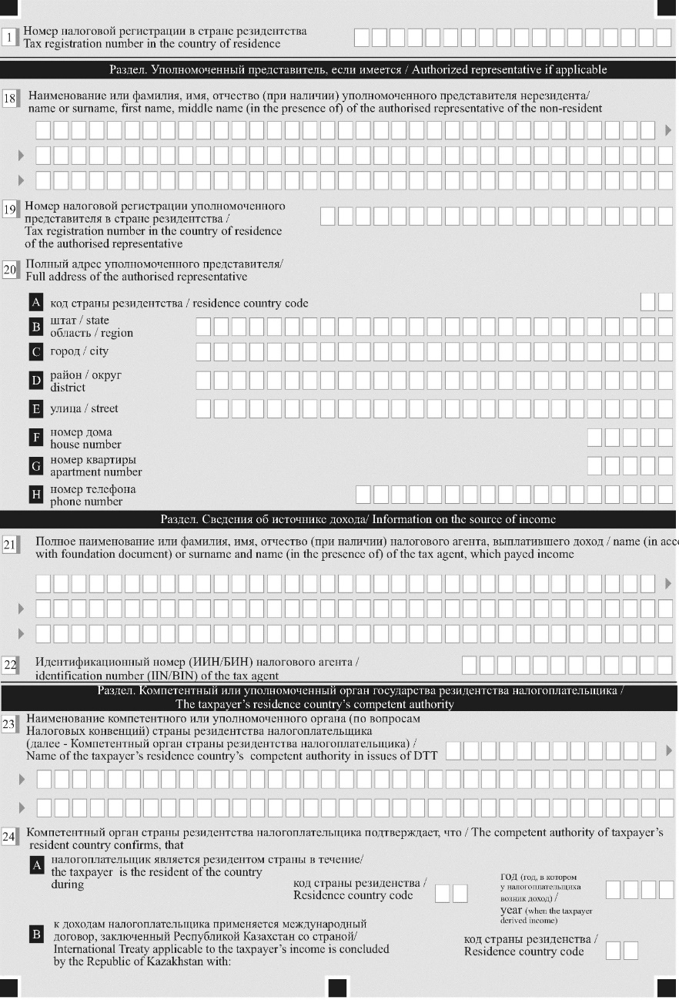 1 Номер налоговой регистрации в стране резидентства
Tax registration number in the country of residence
Раздел. Уполномоченный представитель, если имеется / Authorized representative if applicable
18 Наименование или фамилия, имя, отчество (при наличии) уполномоченного представителя нерезидента/
name or surname, first name, middle name (in the presence of) of the authorised representative of the non-resident
19 Номер налоговой регистрации уполномоченного
представителя в стране резидентства /
Tax registration number in the country of residence
of the authorised representative
20 Полный адрес уполномоченного представителя/
Full address of the authorised representative
A код страны резидентства / residence country code
B штат / state
область / region
C город / city
D район / округ
district
E улица / street
F номер дома
house number
G номер квартиры
apartment number
H номер телефона
phone number
Раздел. Сведения об источнике дохода/ Information on the source of income
21 Полное наименование или фамилия, имя, отчество (при наличии) налогового агента, выплатившего доход / name (in acc
with foundation document) or surname and name (in the presence of) of the tax agent, which payed income
22 Идентификационный номер (ИИН/БИН) налогового агента /
identification number (IIN/BIN) of the tax agent
Раздел. Компетентный или уполномоченный орган государства резидентства налогоплательщика /
The taxpayer's residence country's competent authority
23 Наименование компетентного или уполномоченного органа (по вопросам
Налоговых конвенций) страны резидентства налогоплательщика
(далее - Компетентный орган страны резидентства налогоплательщика) /
Name of the taxpayer's residence country's competent authority in issues of DTT
24 Компетентный орган страны резидентства налогоплательщика подтверждает, что / The competent authority of taxpayer's
resident country confirms, that
A налогоплательщик является резидентом страны в течение/
the taxpayer is the resident of the country
during
код страны резиденства /
Residence country code
год (год, в котором
у налогоплательщика
возник доход) /
year (when the taxpayer
derived income)
B к доходам налогоплательщика применяется международный
договор, заключенный Республикой Казахстан со страной/
International Treaty applicable to the taxpayer's income is concluded
by the Republic of Kazakhstan with:
код страны резиденства /
Residence country code